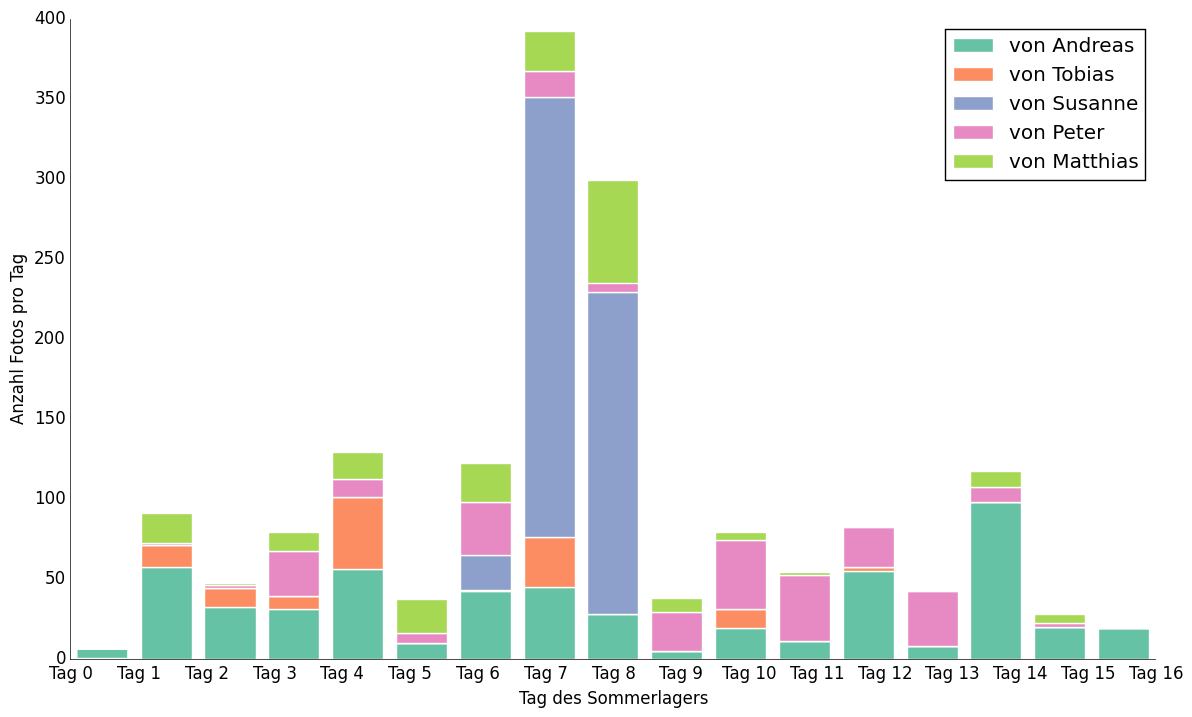 400
350
300
250
200
150
100
50
0
Anzahl Fotos pro Tag
von Andreas
von Tobias
von Susanne
von Peter
von Matthias
Tag 0 Tag 1 Tag 2 Tag 3 Tag 4 Tag 5 Tag 6 Tag 7 Tag 8 Tag 9 Tag 10 Tag 11 Tag 12 Tag 13 Tag 14 Tag 15 Tag 16
Tag des Sommerlagers